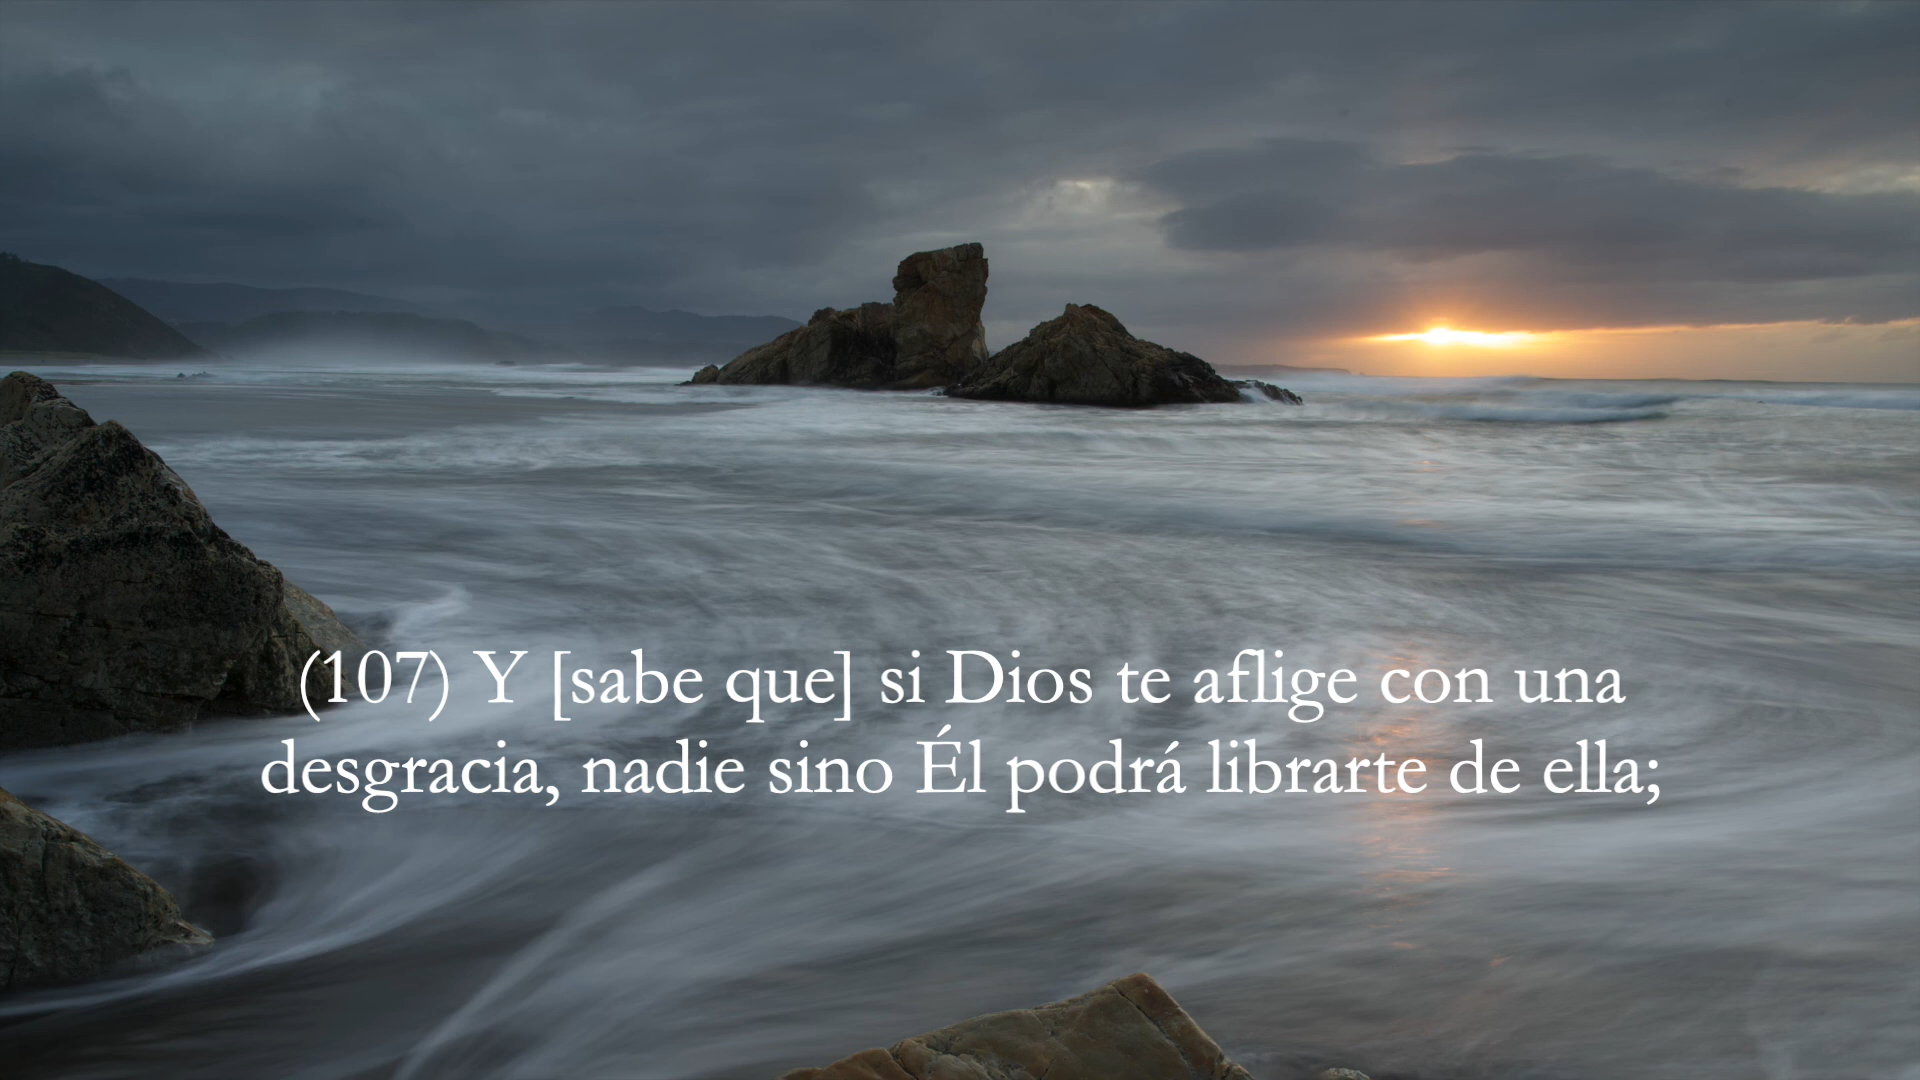 (107) Y [sabe que] si Dios te aflige con una
desgracia, nadie sino Él podrá librarte de ella;